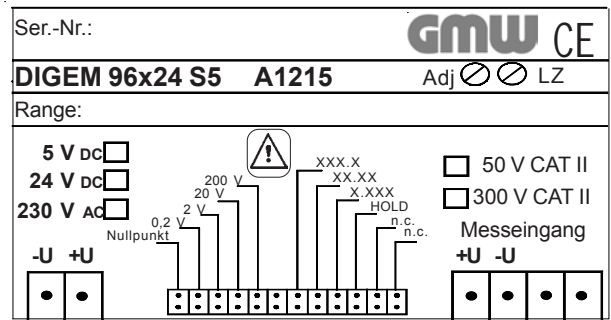 Ser.-Nr.:
GMW CE
DIGEM 96x24 S5 A1215 Adj LZ
Range:
5 V DC
24 V DC
230 V AC
-U +U
Nullpunkt
0,2 V
2 V
20 V
200 V
XXX.X
XX.XX
X.XXX
HOLD
n.c.
n.c.
50 V CAT II
300 V CAT II
Messeingang
+U -U